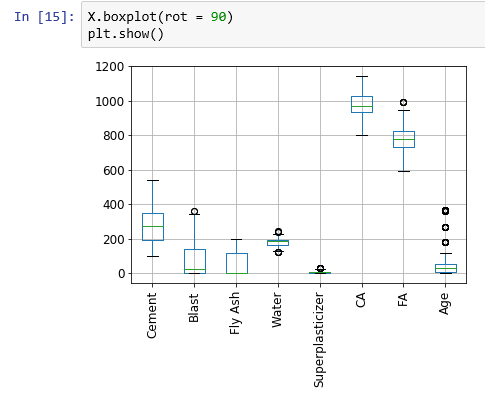 In [15]: X.boxplot(rot = 90)
plt.show()
1200
1000
800
600
400
200
0
Cement
Blast
Fly Ash
Water
Superplasticizer
CA
FA
Age